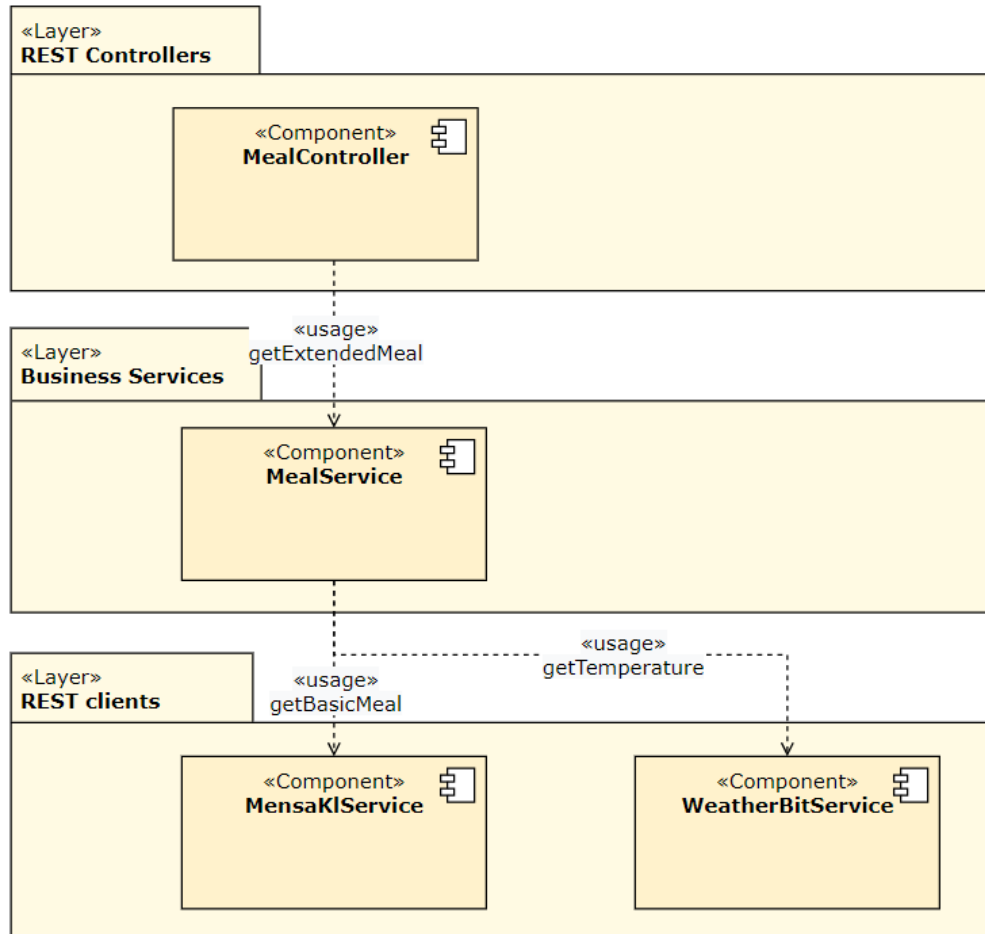 «Layer»
REST Controllers
«Component»
MealController
«usage»
getExtendedMeal
«Layer»
Business Services
«Component»
MealService
«usage»
getTemperature
«Layer»
REST clients
«usage»
getBasicMeal
«Component»
MensaKlService
«Component»
WeatherBitService